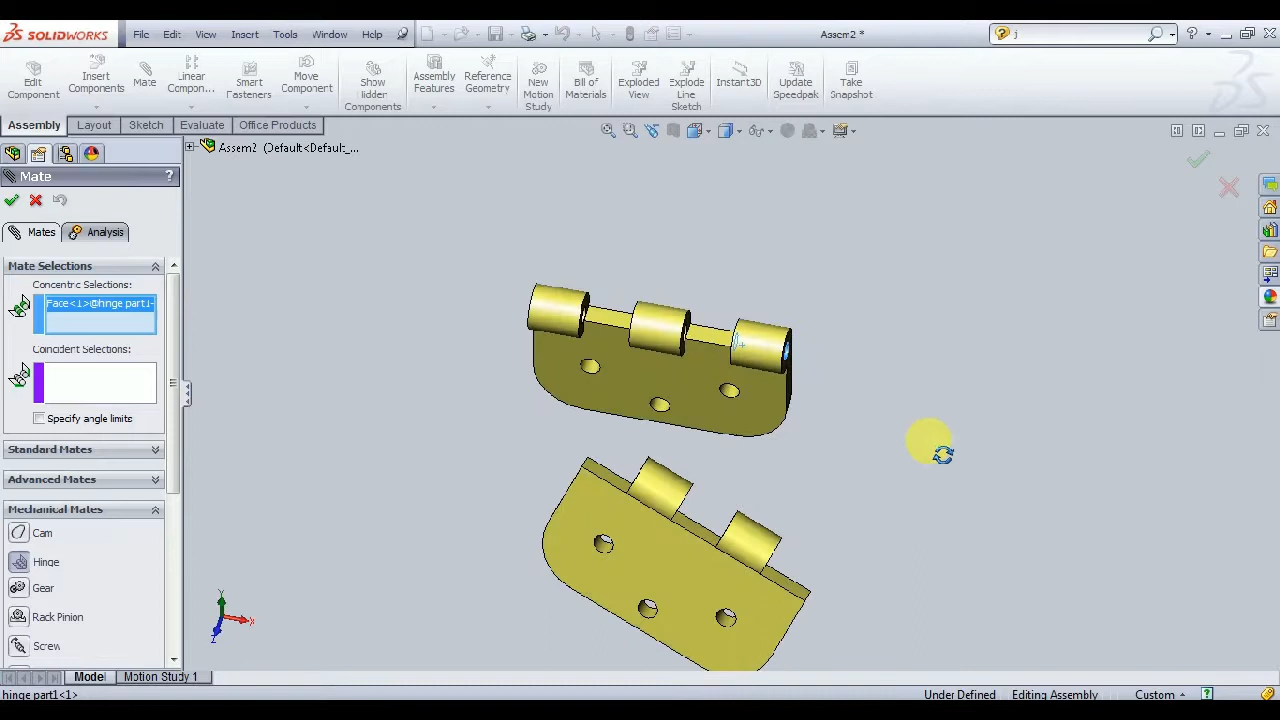 SOLIDWORKS File Edit View Insert Tools Window Help Assem2 * j
Edit Component
Insert Components
Mate
Linear Compon...
Smart Fasteners
Move Component
Show Hidden Components
Assembly Features
Reference Geometry
New Motion Study
Bill of Materials
Exploded View
Explode Line Sketch
Instant3D
Update Speedpak
Take Snapshot
Assembly Layout Sketch Evaluate Office Products
Assem2 (Default<Default_...
Mate ?
Mates Analysis
Mate Selections
Concentric Selections:
Face<1>@hinge part1-
Coincident Selections:
Specify angle limits
Standard Mates
Advanced Mates
Mechanical Mates
Cam
Hinge
Gear
Rack Pinion
Screw
Y
X
Z
Model Motion Study 1
hinge part1<1> Under Defined Editing Assembly Custom